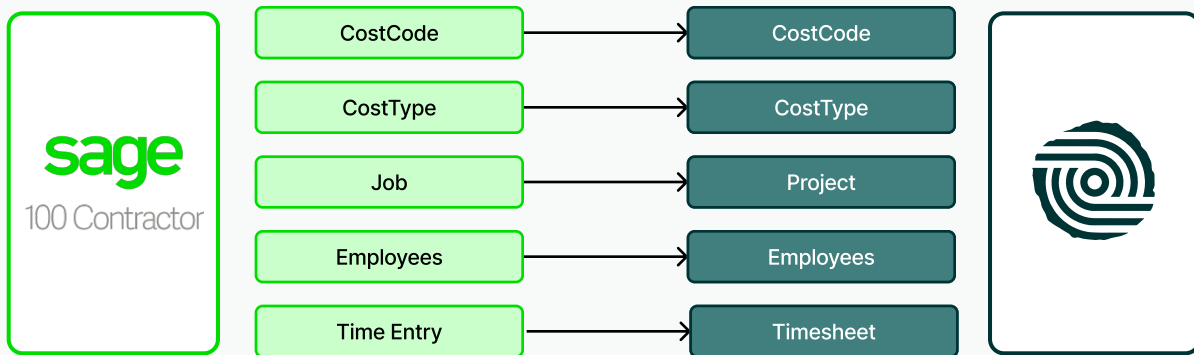 sage
100 Contractor
CostCode
CostCode
CostType
CostType
Job
Project
Employees
Employees
Time Entry
Timesheet